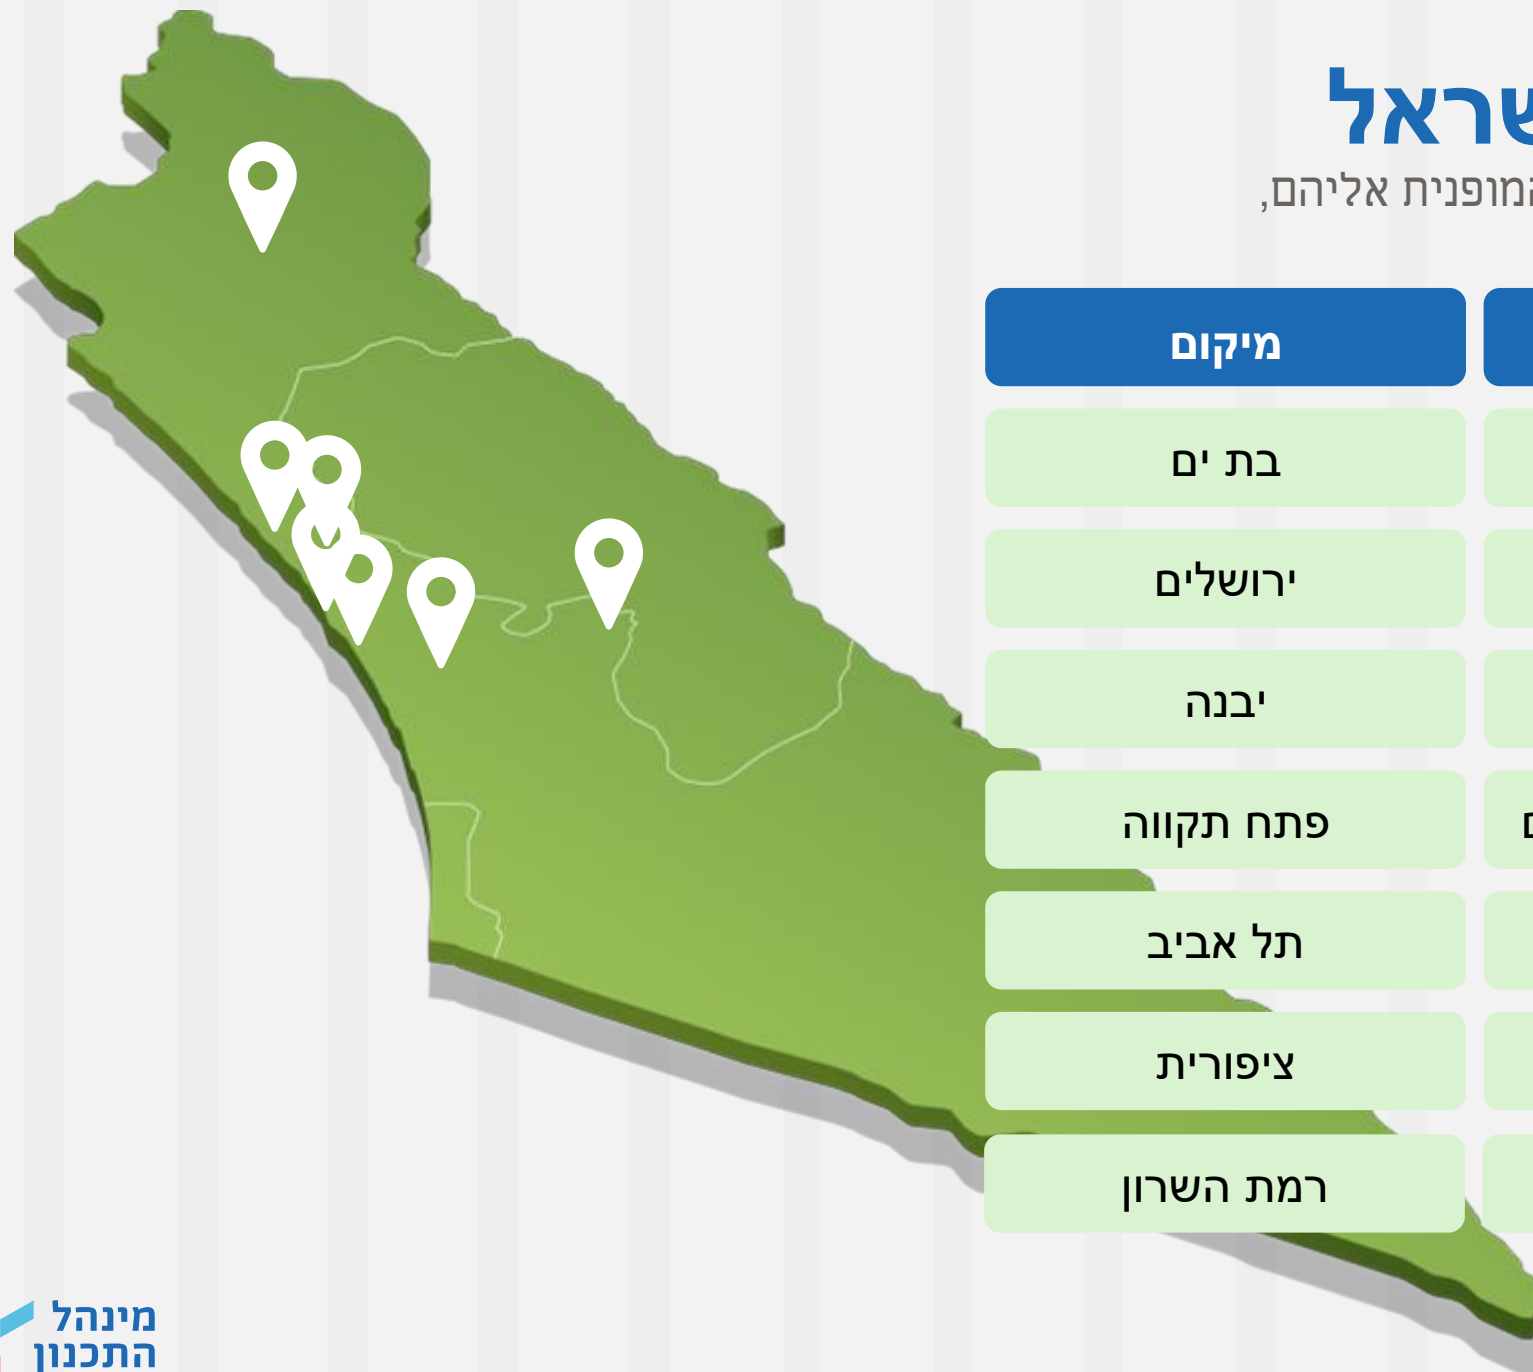 שראל
המופנית אליהם,
מיקום
בת ים
ירושלים
יבנה
פתח תקווה
תל אביב
ציפורית
רמת השרון
מינהל
התכנון